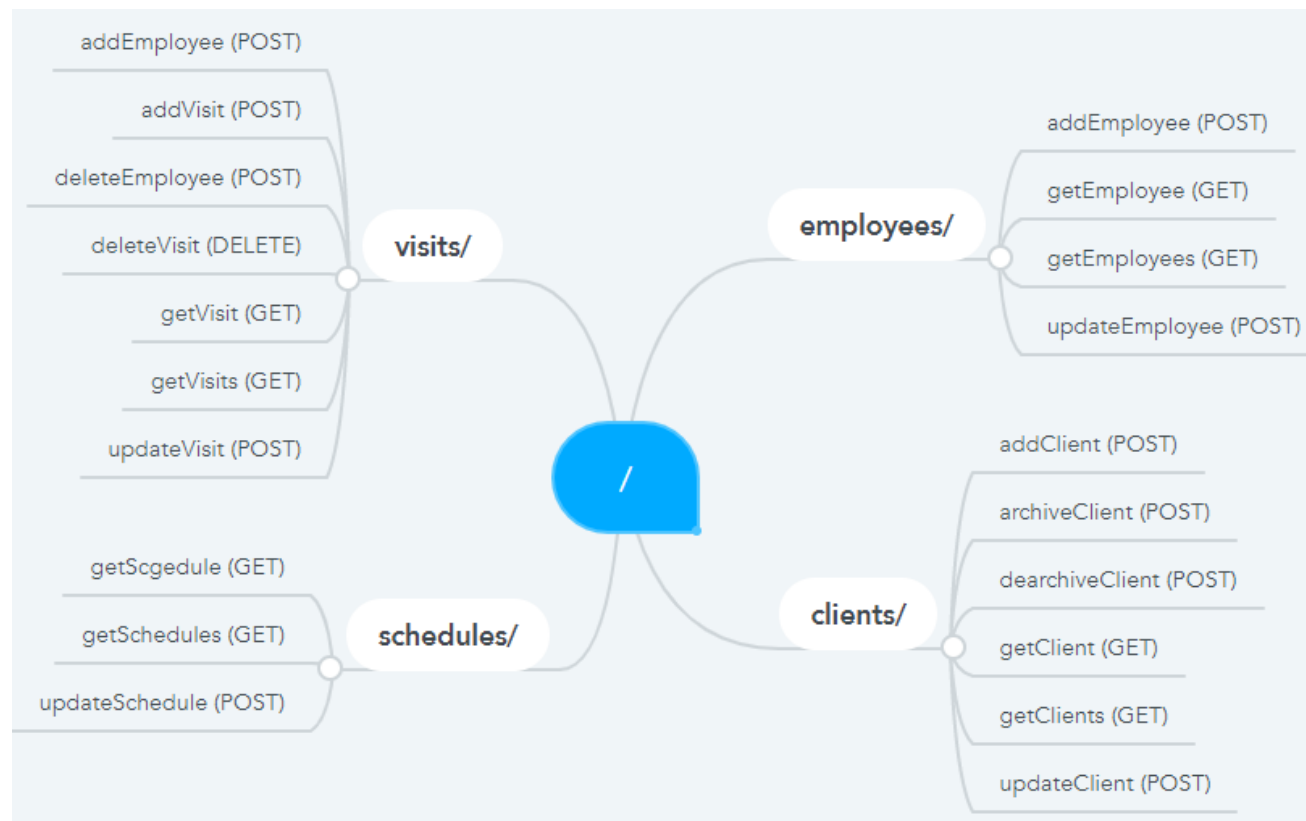 addEmployee (POST)
addVisit (POST)
deleteEmployee (POST)
deleteVisit (DELETE)
getVisit (GET)
getVisits (GET)
updateVisit (POST)
visits/
getScgedule (GET)
getSchedules (GET)
updateSchedule (POST)
schedules/
/
employees/
addEmployee (POST)
getEmployee (GET)
getEmployees (GET)
updateEmployee (POST)
clients/
addClient (POST)
archiveClient (POST)
dearchiveClient (POST)
getClient (GET)
getClients (GET)
updateClient (POST)